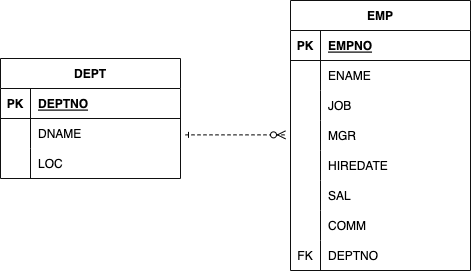 DEPT
PK DEPTNO
DNAME
LOC
EMP
PK EMPNO
ENAME
JOB
MGR
HIREDATE
SAL
COMM
FK DEPTNO